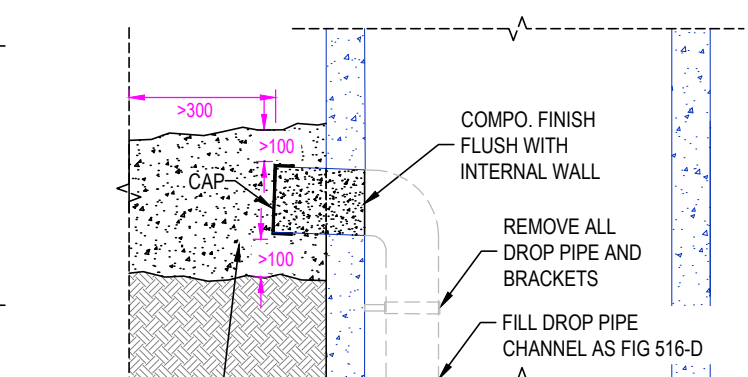 >300
>100
CAP
>100
COMPO. FINISH
FLUSH WITH
INTERNAL WALL
REMOVE ALL
DROP PIPE AND
BRACKETS
FILL DROP PIPE
CHANNEL AS FIG 516-D